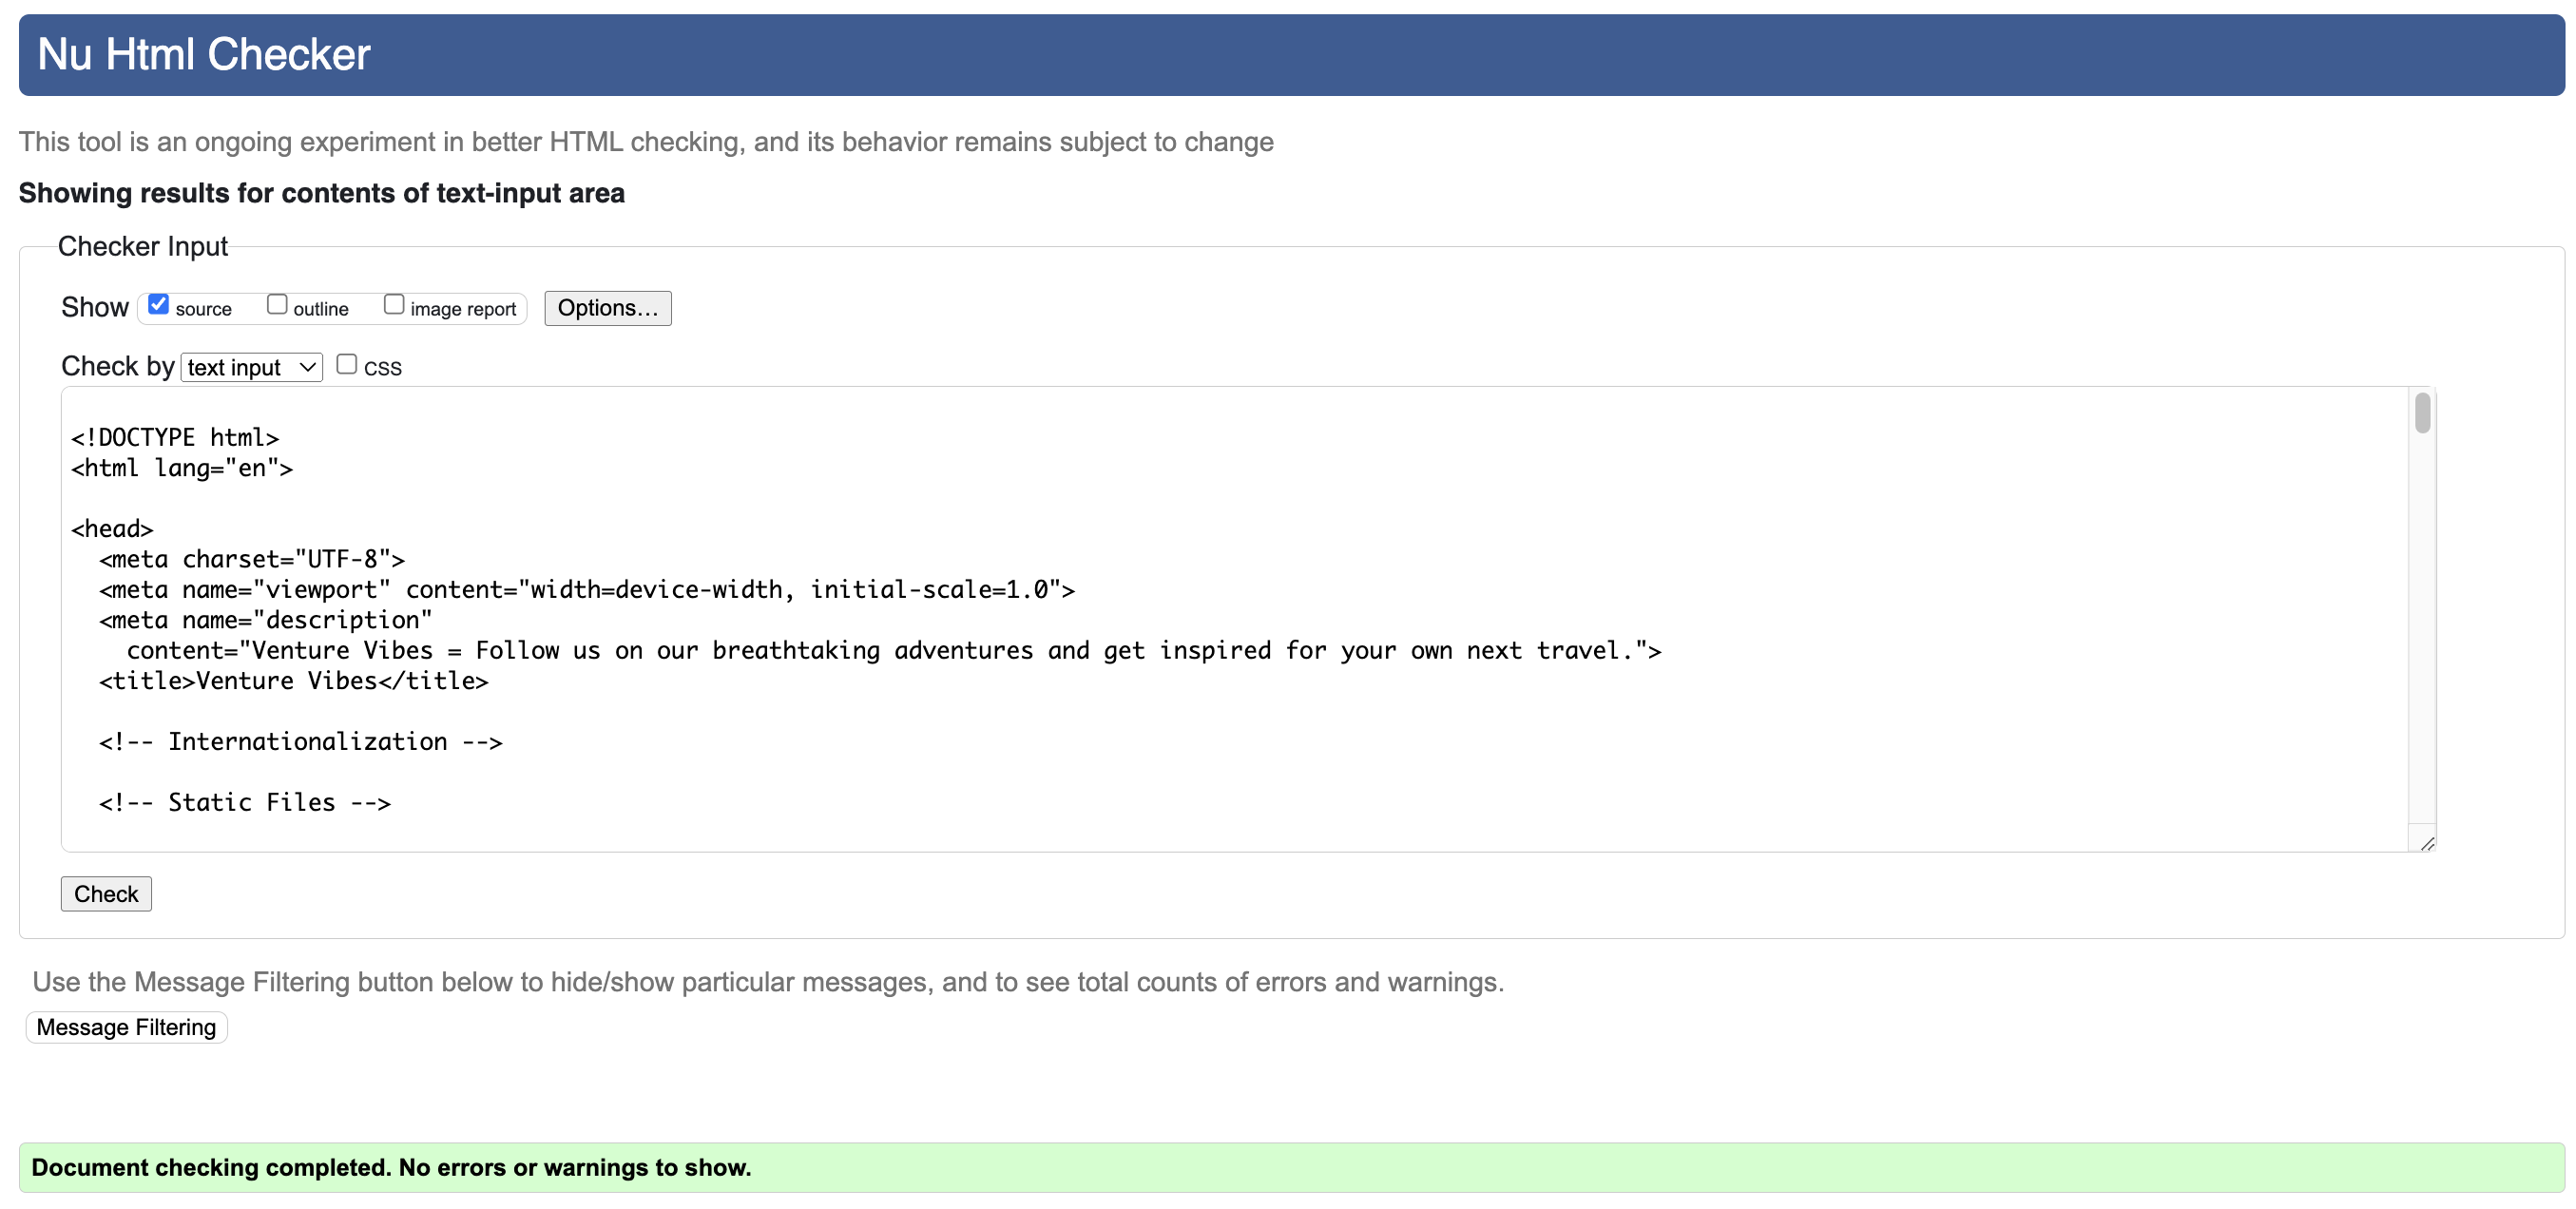 Nu Html Checker
This tool is an ongoing experiment in better HTML checking, and its behavior remains subject to change
Showing results for contents of text-input area
Checker Input
Show source outline image report Options...
Check by text input CSS
<!DOCTYPE html>
<html lang="en">
<head>
<meta charset="UTF-8">
<meta name="viewport" content="width=device-width, initial-scale=1.0">
<meta name="description"
content="Venture Vibes = Follow us on our breathtaking adventures and get inspired for your own next travel.">
<title>Venture Vibes</title>
<!-- Internationalization -->
<!-- Static Files -->
Check
Use the Message Filtering button below to hide/show particular messages, and to see total counts of errors and warnings.
Message Filtering
Document checking completed. No errors or warnings to show.